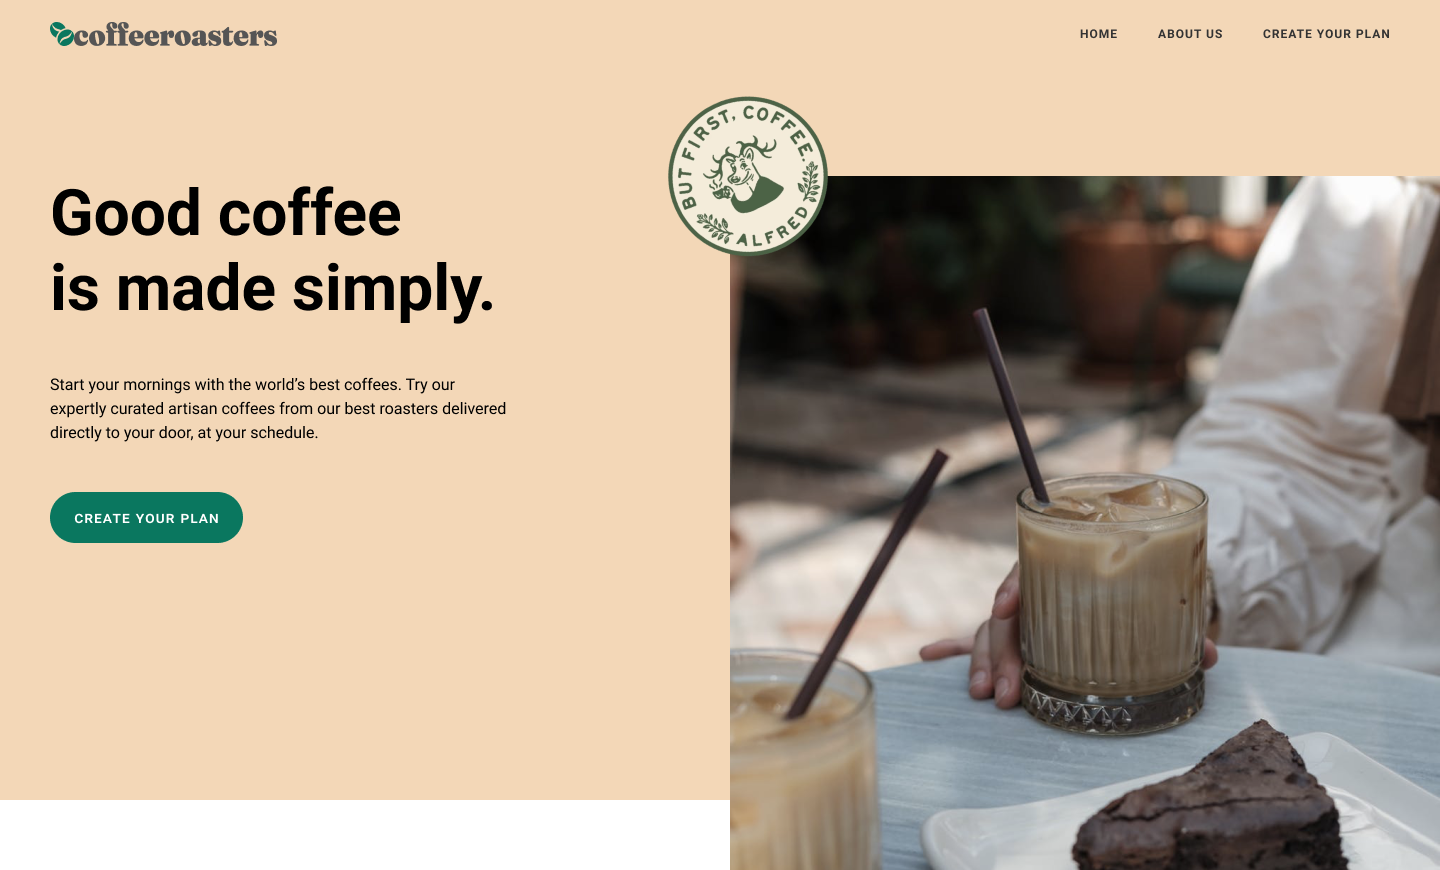 coffeeroasters
HOME
ABOUT US
CREATE YOUR PLAN
BUT FIRST, COFFEE.
ALFRED
Good coffee
is made simply.
Start your mornings with the world’s best coffees. Try our
expertly curated artisan coffees from our best roasters delivered
directly to your door, at your schedule.
CREATE YOUR PLAN